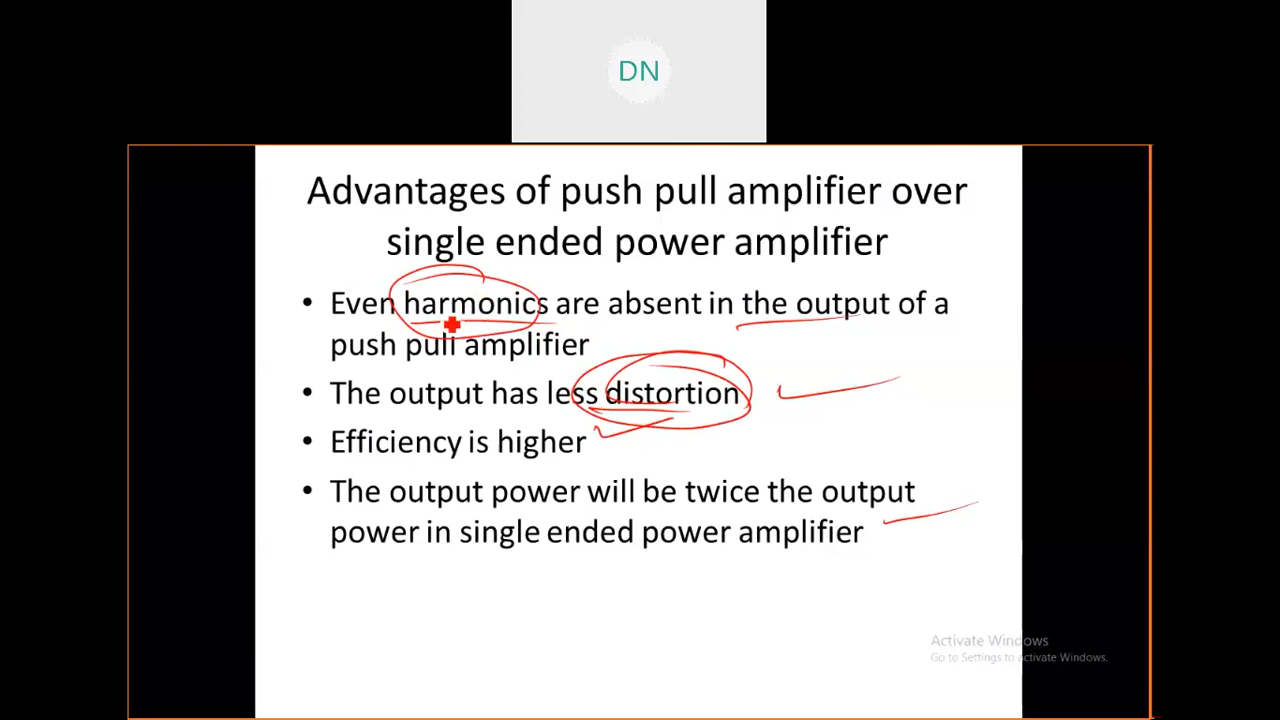 DN
Advantages of push pull amplifier over
single ended power amplifier
• Even harmonics are absent in the output of a
push pull amplifier
• The output has less distortion
• Efficiency is higher
• The output power will be twice the output
power in single ended power amplifier
Activate Windows
Go to Settings to activate Windows.